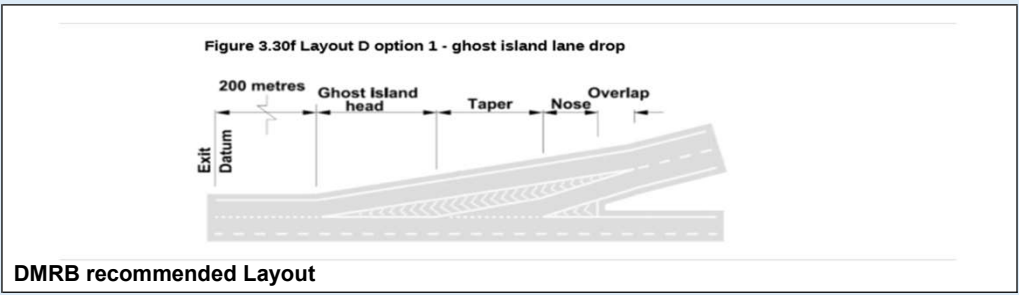 Figure 3.30f Layout D option 1 - ghost island lane drop
200 metres
Ghost Island
head
Taper
Nose
Overlap
Exit
Datum
DMRB recommended Layout